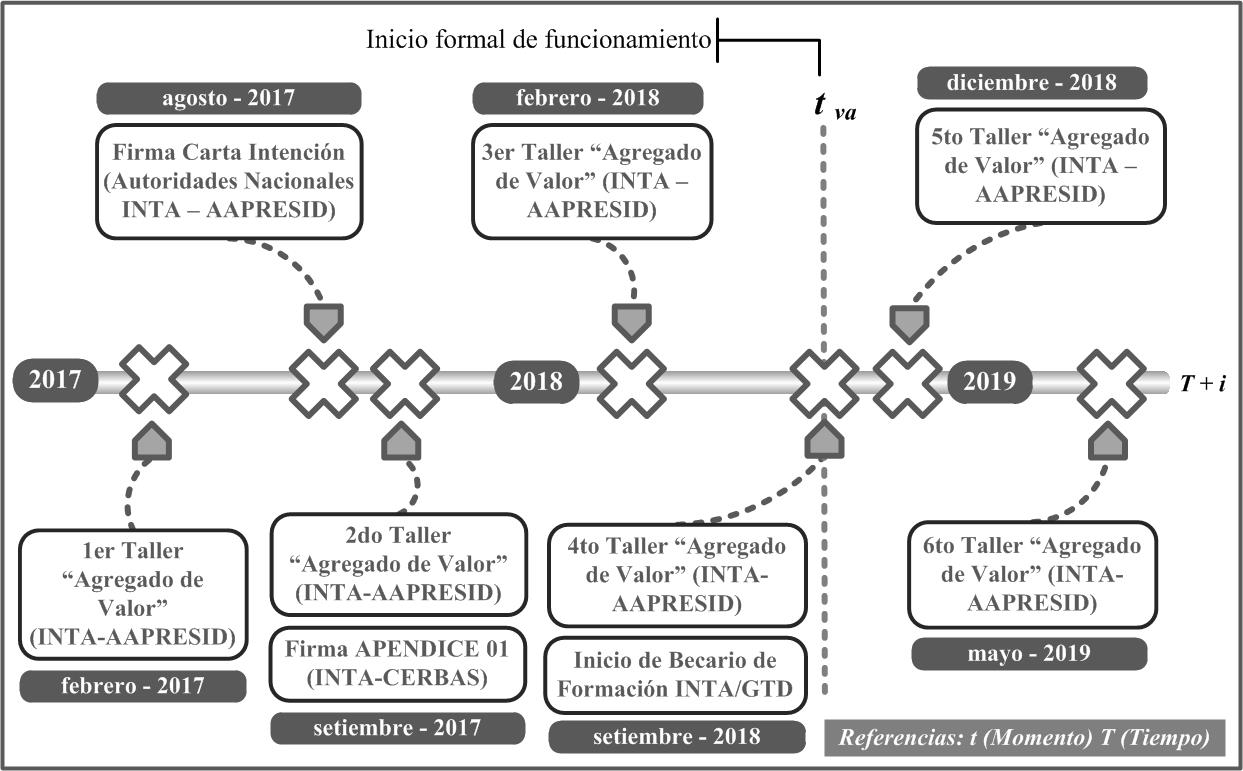 Inicio formal de funcionamiento
t va
agosto - 2017
Firma Carta Intención
(Autoridades Nacionales
INTA – AAPRESID)
febrero - 2018
3er Taller “Agregado
de Valor” (INTA –
AAPRESID)
diciembre - 2018
5to Taller “Agregado
de Valor” (INTA –
AAPRESID)
2017
2018
2019
T + i
1er Taller
“Agregado de
Valor”
(INTA-AAPRESID)
febrero - 2017
2do Taller
“Agregado de Valor”
(INTA-AAPRESID)
Firma APENDICE 01
(INTA-CERBAS)
setiembre - 2017
4to Taller “Agregado
de Valor” (INTA-
AAPRESID)
Inicio de Becario de
Formación INTA/GTD
setiembre - 2018
6to Taller “Agregado
de Valor” (INTA-
AAPRESID)
mayo - 2019
Referencias: t (Momento) T (Tiempo)